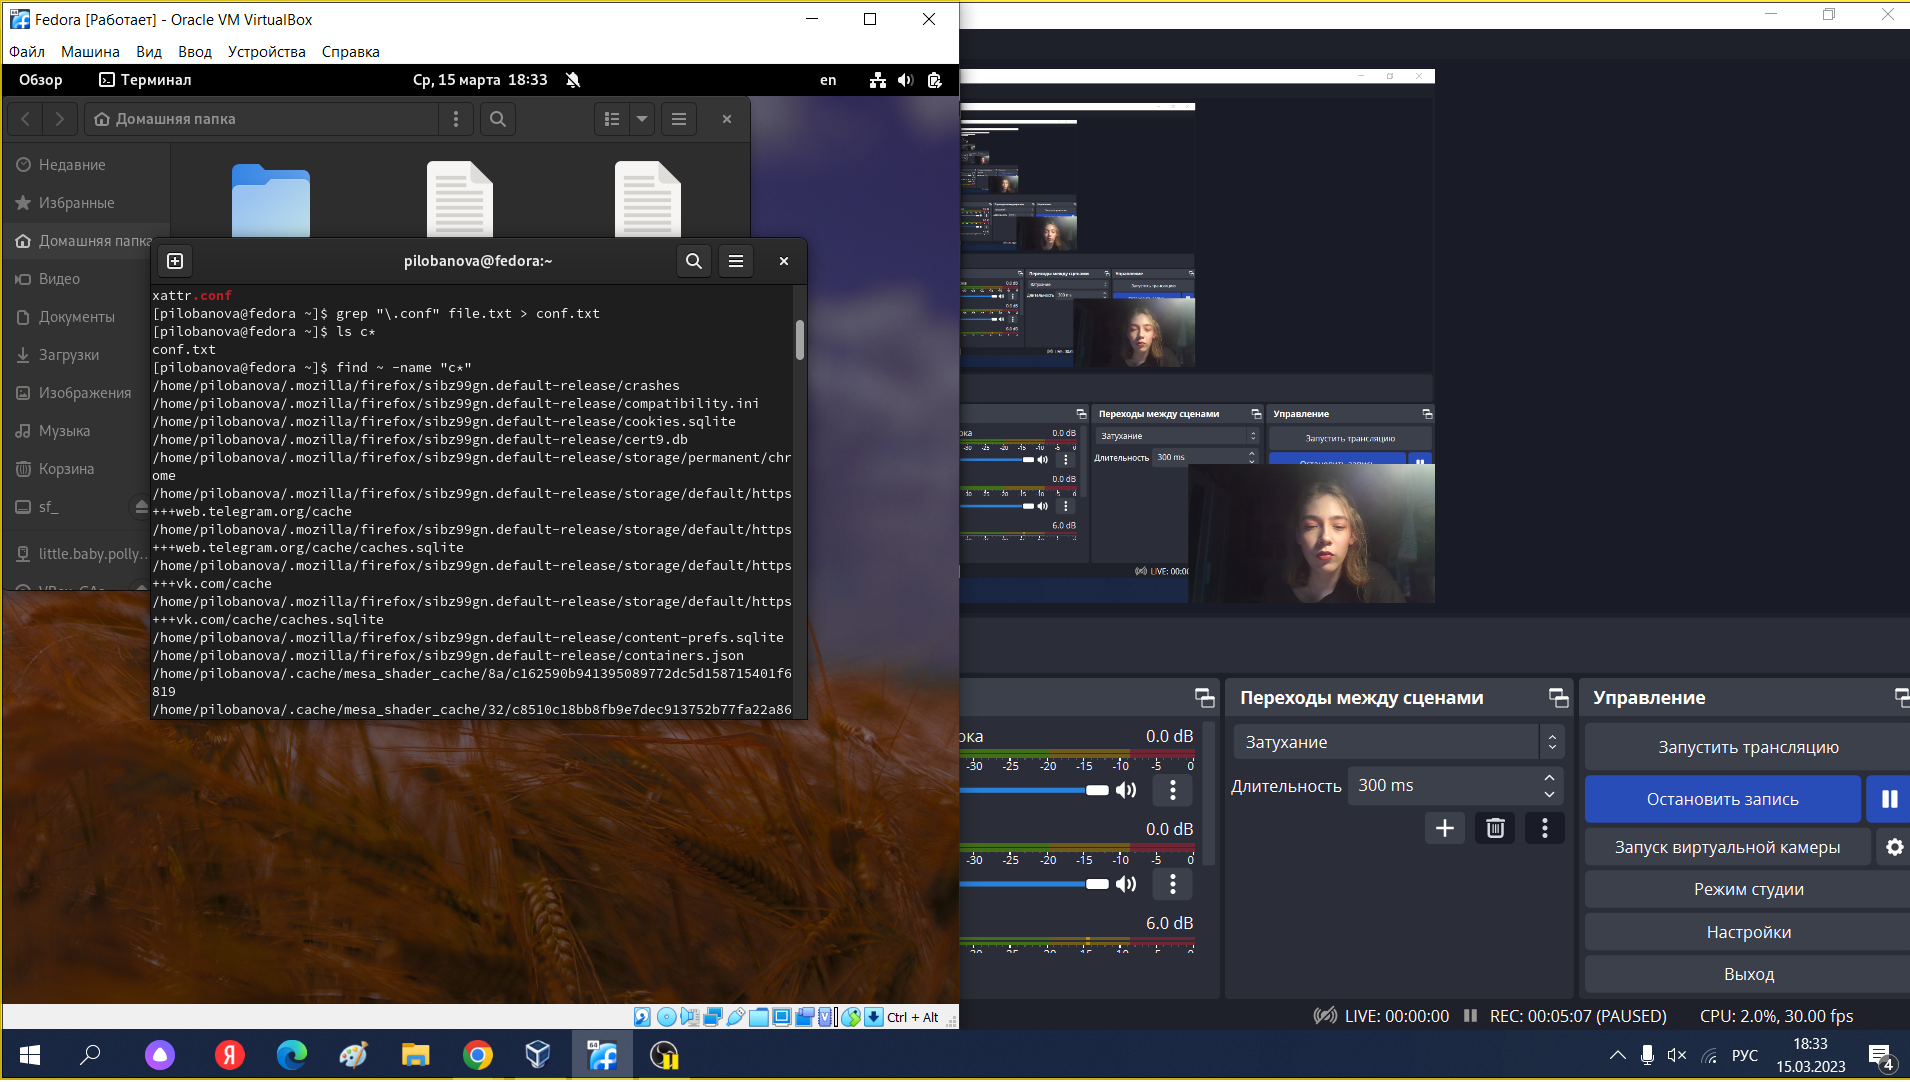 Fedora [Работает] - Oracle VM VirtualBox
Файл Машина Вид Ввод Устройства Справка
Обзор Терминал Ср, 15 марта 18:33 en
Домашняя папка
Недавние
Избранные
Домашняя папка
Видео
Документы
Загрузки
Изображения
Музыка
Корзина
sf_
little.baby.polly...
pilobanova@fedora:~
xattr.conf
[pilobanova@fedora ~]$ grep "\.conf" file.txt > conf.txt
[pilobanova@fedora ~]$ ls c*
conf.txt
[pilobanova@fedora ~]$ find ~ -name "c*"
/home/pilobanova/.mozilla/firefox/sibz99gn.default-release/crashes
/home/pilobanova/.mozilla/firefox/sibz99gn.default-release/compatibility.ini
/home/pilobanova/.mozilla/firefox/sibz99gn.default-release/cookies.sqlite
/home/pilobanova/.mozilla/firefox/sibz99gn.default-release/cert9.db
/home/pilobanova/.mozilla/firefox/sibz99gn.default-release/storage/permanent/chr
ome
/home/pilobanova/.mozilla/firefox/sibz99gn.default-release/storage/default/https
+++web.telegram.org/cache
/home/pilobanova/.mozilla/firefox/sibz99gn.default-release/storage/default/https
+++web.telegram.org/cache/caches.sqlite
/home/pilobanova/.mozilla/firefox/sibz99gn.default-release/storage/default/https
+++vk.com/cache
/home/pilobanova/.mozilla/firefox/sibz99gn.default-release/storage/default/https
+++vk.com/cache/caches.sqlite
/home/pilobanova/.mozilla/firefox/sibz99gn.default-release/content-prefs.sqlite
/home/pilobanova/.mozilla/firefox/sibz99gn.default-release/containers.json
/home/pilobanova/.cache/mesa_shader_cache/8a/c162590b941395089772dc5d158715401f6
819
/home/pilobanova/.cache/mesa_shader_cache/32/c8510c18bb8fb9e7dec913752b77fa22a86
Ctrl + Alt
Переходы между сценами Управление
Затухание
Запустить трансляцию
Длительность 300 ms
0.0 dB
0.0 dB
6.0 dB
LIVE: 00:00
Переходы между сценами
Затухание
Длительность 300 ms
0.0 dB
-30 -25 -20 -15 -10 -5 0
0.0 dB
-30 -25 -20 -15 -10 -5 0
6.0 dB
Управление
Запустить трансляцию
Остановить запись
Запуск виртуальной камеры
Режим студии
Настройки
Выход
LIVE: 00:00:00 REC: 00:05:07 (PAUSED) CPU: 2.0%, 30.00 fps
РУС
18:33
15.03.2023
4